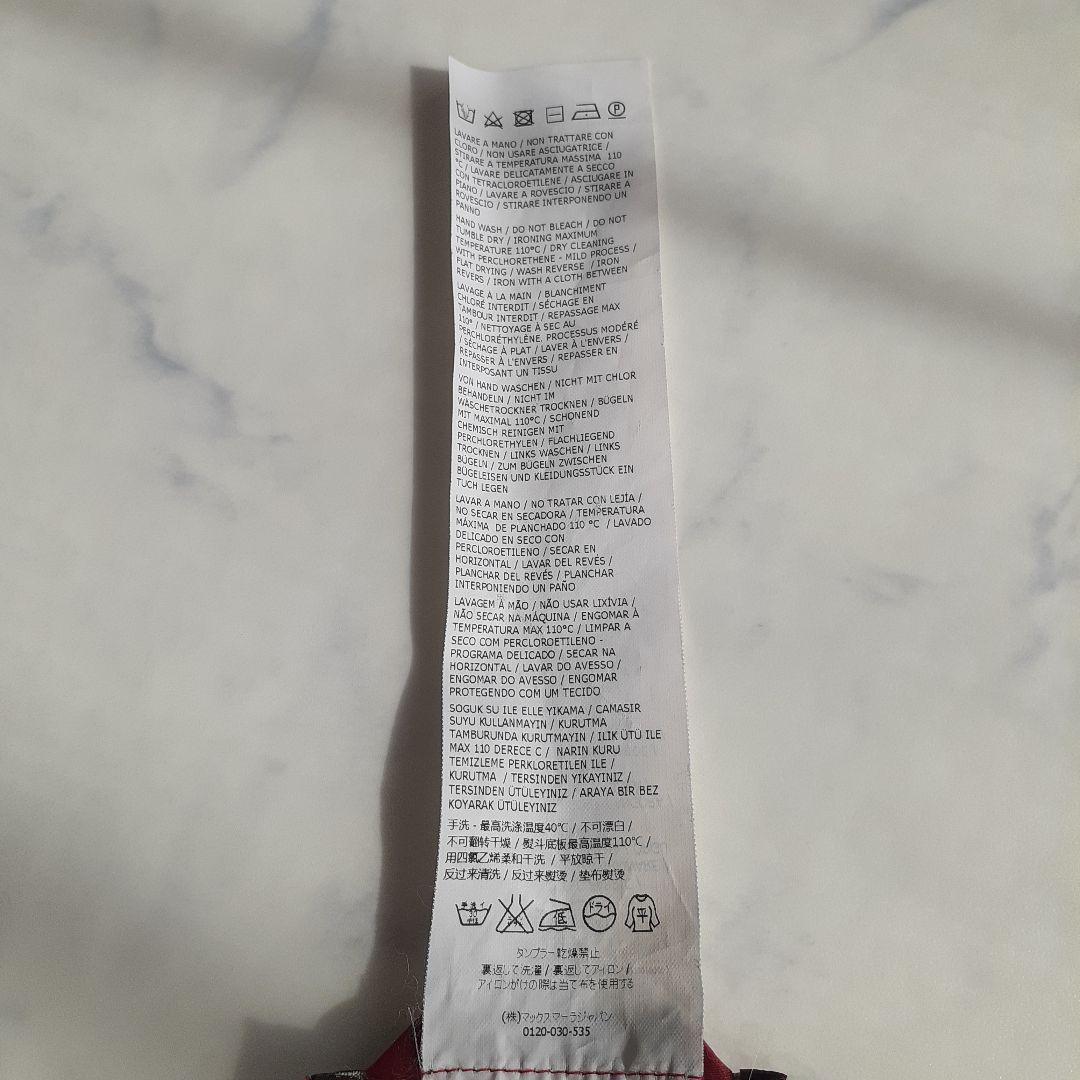 P
LAVARE A MANO / NON TRATTARE CON
CLORO / NON USARE ASCIUGATRICE /
STIRARE A TEMPERATURA MASSIMA 110
°C / LAVARE DELICATAMENTE A SECCO
CON TETRACLOROETILENE / ASCIUGARE IN
PIANO / LAVARE A ROVESCIO / STIRARE A
ROVESCIO / STIRARE INTERPONENDO UN
PANNO
HAND WASH / DO NOT BLEACH / DO NOT
TUMBLE DRY / IRONING MAXIMUM
TEMPERATURE 110°C / DRY CLEANING
WITH PERCLHORETHENE - MILD PROCESS /
FLAT DRYING / WASH REVERSE / IRON
REVERS / IRON WITH A CLOTH BETWEEN
LAVAGE À LA MAIN / BLANCHIMENT
CHLORÉ INTERDIT / SÉCHAGE EN
TAMBOUR INTERDIT / REPASSAGE MAX
110° / NETTOYAGE À SEC AU
PERCHLORÉTHYLÈNE. PROCESSUS MODÉRÉ
/ SÉCHAGE À PLAT / LAVER À L'ENVERS /
REPASSER À L'ENVERS / REPASSER EN
INTERPOSANT UN TISSU
VON HAND WASCHEN / NICHT MIT CHLOR
BEHANDELN / NICHT IM
WÄSCHETROCKNER TROCKNEN / BÜGELN
MIT MAXIMAL 110°C / SCHONEND
CHEMISCH REINIGEN MIT
PERCHLORETHYLEN / FLACHLIEGEND
TROCKNEN / LINKS WASCHEN / LINKS
BÜGELN / ZUM BÜGELN ZWISCHEN
BÜGELEISEN UND KLEIDUNGSSTÜCK EIN
TUCH LEGEN
LAVAR A MANO / NO TRATAR CON LEJÍA /
NO SECAR EN SECADORA / TEMPERATURA
MÁXIMA DE PLANCHADO 110 °C / LAVADO
DELICADO EN SECO CON
PERCLOROETILENO / SECAR EN
HORIZONTAL / LAVAR DEL REVÉS /
PLANCHAR DEL REVÉS / PLANCHAR
INTERPONIENDO UN PAÑO
LAVAGEM À MÃO / NÃO USAR LIXÍVIA /
NÃO SECAR NA MÁQUINA / ENGOMAR À
TEMPERATURA MAX 110°C / LIMPAR A
SECO COM PERCLOROETILENO -
PROGRAMA DELICADO / SECAR NA
HORIZONTAL / LAVAR DO AVESSO /
ENGOMAR DO AVESSO / ENGOMAR
PROTEGENDO COM UM TECIDO
SOGUK SU ILE ELLE YIKAMA / CAMASIR
SUYU KULLANMAYIN / KURUTMA
TAMBURUNDA KURUTMAYIN / ILIK ÜTÜ ILE
MAX 110 DERECE C / NARIN KURU
TEMIZLEME PERKLORETILEN ILE /
KURUTMA / TERSINDEN YIKAYINIZ /
TERSINDEN ÜTÜLEYINIZ / ARAYA BIR BEZ
KOYARAK ÜTÜLEYINIZ
手洗 - 最高洗涤温度40℃ / 不可漂白 /
不可翻转干燥 / 熨斗底板最高温度110℃ /
用四氯乙烯柔和干洗 / 平放晾干 /
反过来清洗 / 反过来熨烫 / 垫布熨烫
手洗イ 30 低 ドライ 平
タンブラー乾燥禁止
裏返して洗濯 / 裏返してアイロン /
アイロンがけの際は当て布を使用する
(株)マックスマーラジャパン
0120-030-535